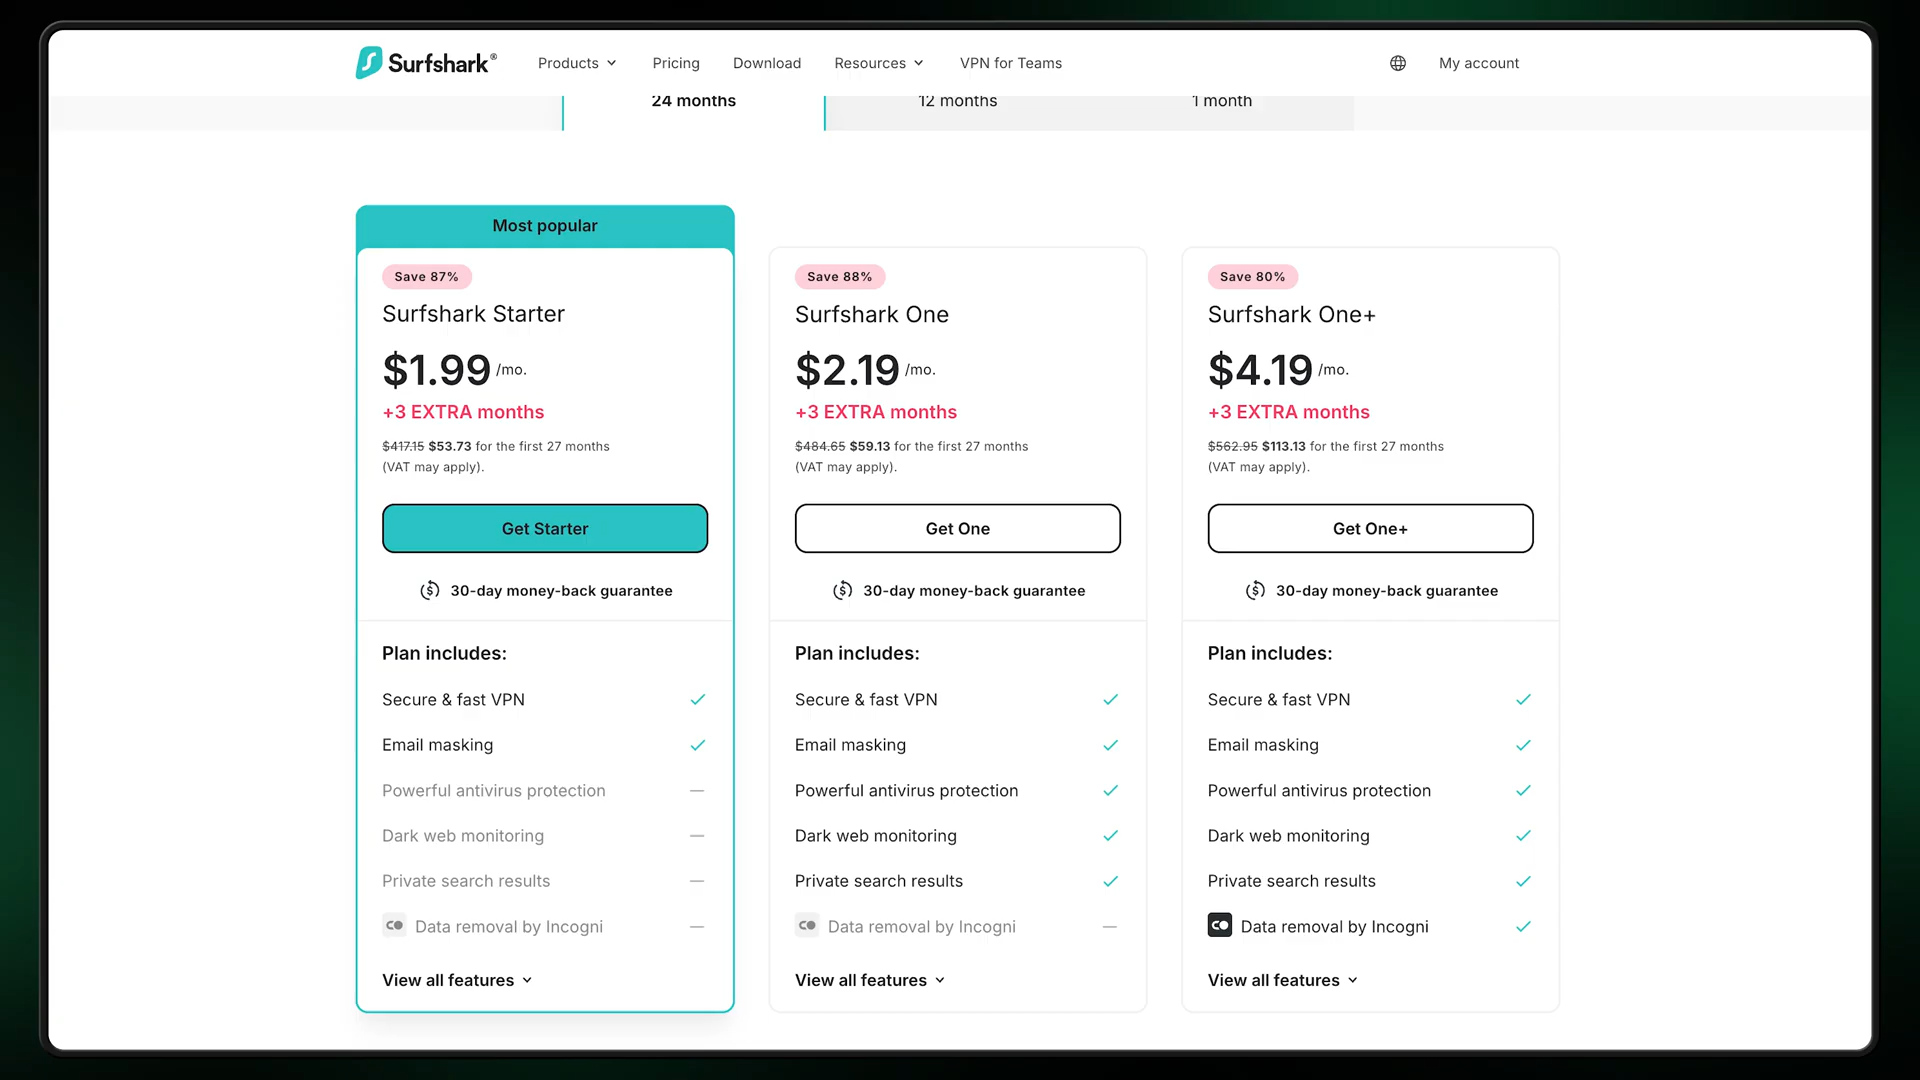 Surfshark®
Products
Pricing
Download
Resources
VPN for Teams
My account
24 months
12 months
1 month
Most popular
Save 87%
Surfshark Starter
$1.99 /mo.
+3 EXTRA months
$417.15 $53.73 for the first 27 months
(VAT may apply).
Get Starter
30-day money-back guarantee
Plan includes:
Secure & fast VPN
Email masking
Powerful antivirus protection
Dark web monitoring
Private search results
Data removal by Incogni
View all features
Save 88%
Surfshark One
$2.19 /mo.
+3 EXTRA months
$484.65 $59.13 for the first 27 months
(VAT may apply).
Get One
30-day money-back guarantee
Plan includes:
Secure & fast VPN
Email masking
Powerful antivirus protection
Dark web monitoring
Private search results
Data removal by Incogni
View all features
Save 80%
Surfshark One+
$4.19 /mo.
+3 EXTRA months
$562.95 $113.13 for the first 27 months
(VAT may apply).
Get One+
30-day money-back guarantee
Plan includes:
Secure & fast VPN
Email masking
Powerful antivirus protection
Dark web monitoring
Private search results
Data removal by Incogni
View all features